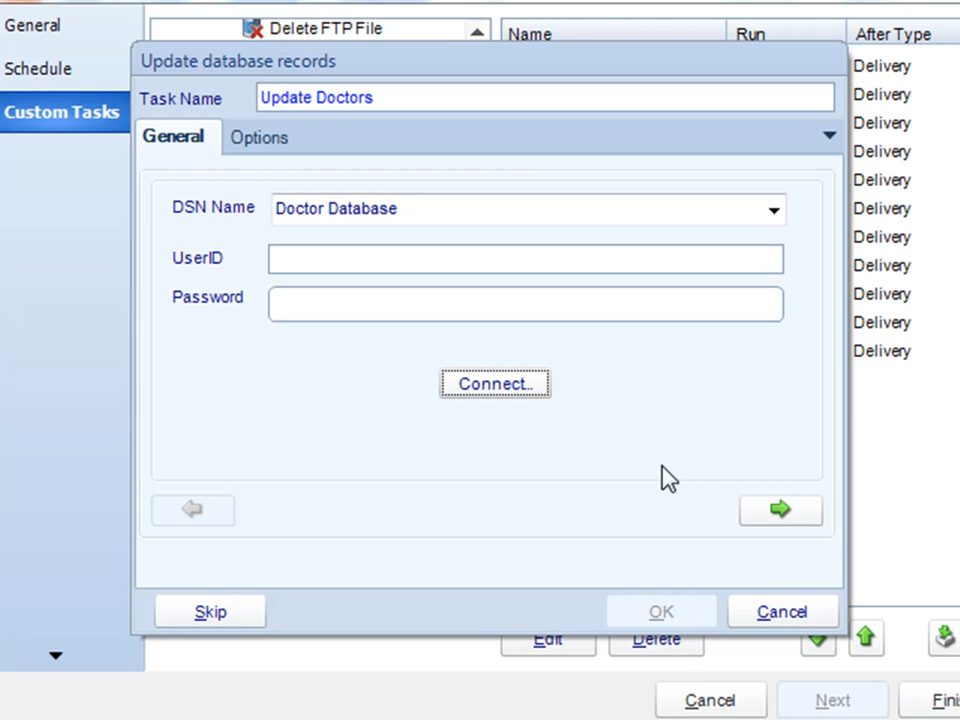 General
Schedule
Custom Tasks
Delete FTP File
Name
Run
After Type
Delivery
Delivery
Delivery
Delivery
Delivery
Delivery
Delivery
Delivery
Delivery
Delivery
Delivery
Update database records
Task Name
Update Doctors
General
Options
DSN Name
Doctor Database
UserID
Password
Connect..
Skip
OK
Cancel
Edit
Delete
Cancel
Next
Fini